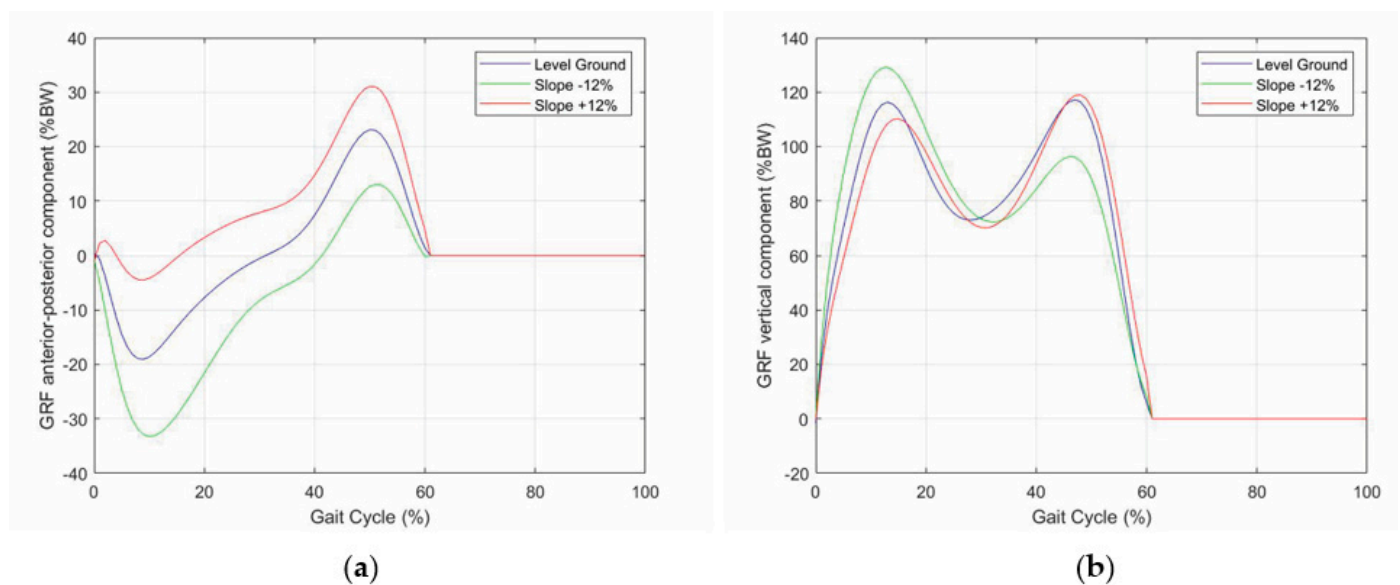 40
30
20
10
0
-10
-20
-30
-40
GRF anterior-posterior component (%BW)
Level Ground
Slope -12%
Slope +12%
0 20 40 60 80 100
Gait Cycle (%)
(a)
140
120
100
80
60
40
20
0
-20
GRF vertical component (%BW)
Level Ground
Slope -12%
Slope +12%
0 20 40 60 80 100
Gait Cycle (%)
(b)